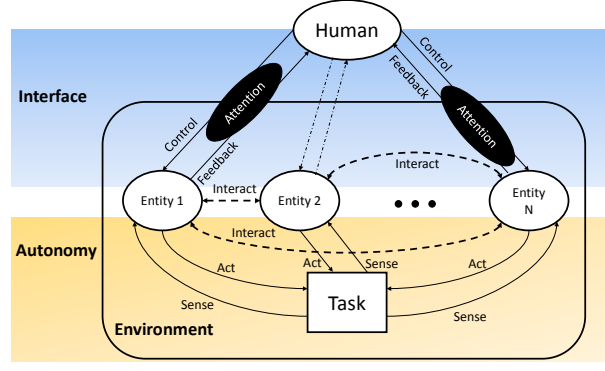 Human
Control
Attention
Feedback
Control
Feedback
Attention
Interface
Interact
Entity 1
Interact
Entity 2
Entity
N
Interact
Autonomy
Act
Act
Sense
Act
Sense
Task
Sense
Environment